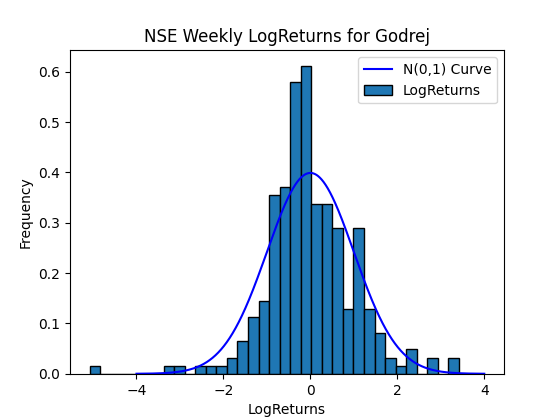 NSE Weekly LogReturns for Godrej
N(0,1) Curve
LogReturns
Frequency
0.6
0.5
0.4
0.3
0.2
0.1
0.0
−4 −2 0 2 4
LogReturns